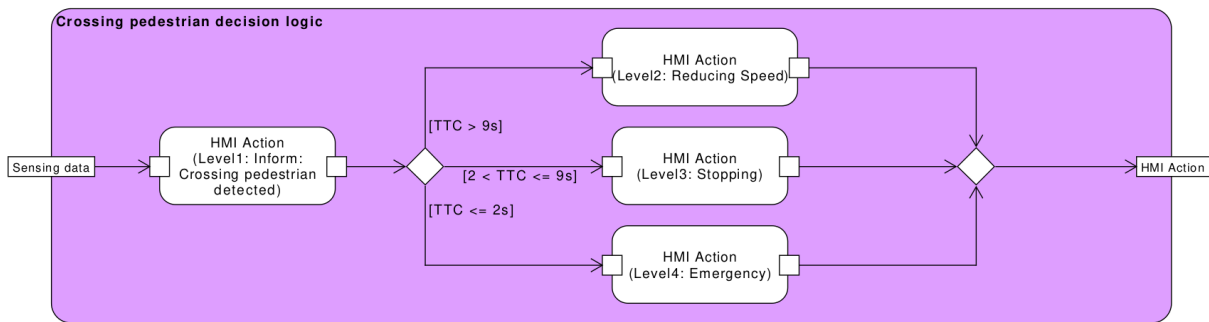 Crossing pedestrian decision logic
Sensing data
HMI Action
(Level1: Inform:
Crossing pedestrian
detected)
[TTC > 9s]
[2 < TTC <= 9s]
[TTC <= 2s]
HMI Action
(Level2: Reducing Speed)
HMI Action
(Level3: Stopping)
HMI Action
(Level4: Emergency)
HMI Action